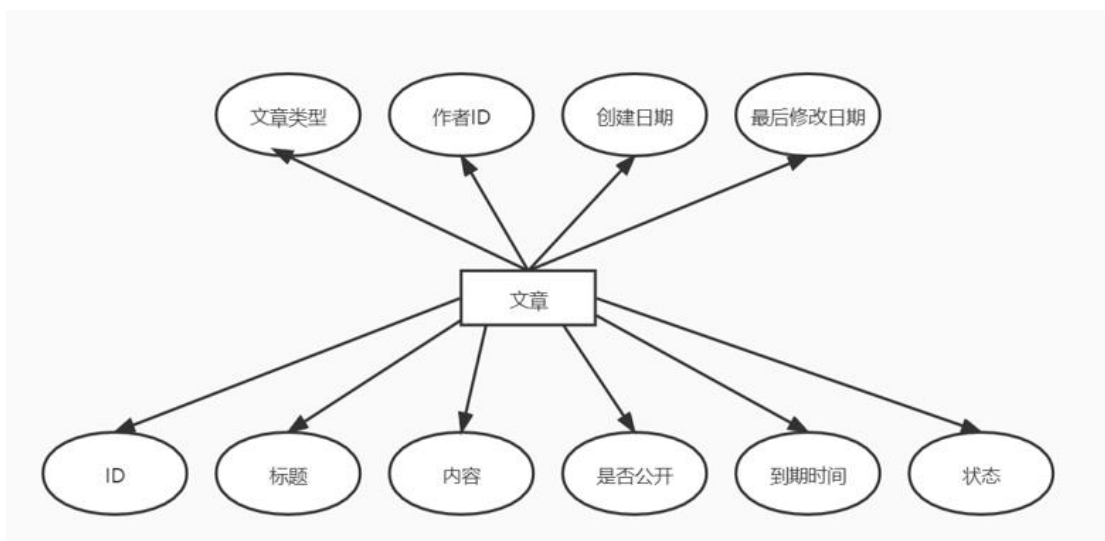 文章类型
作者ID
创建日期
最后修改日期
文章
ID
标题
内容
是否公开
到期时间
状态